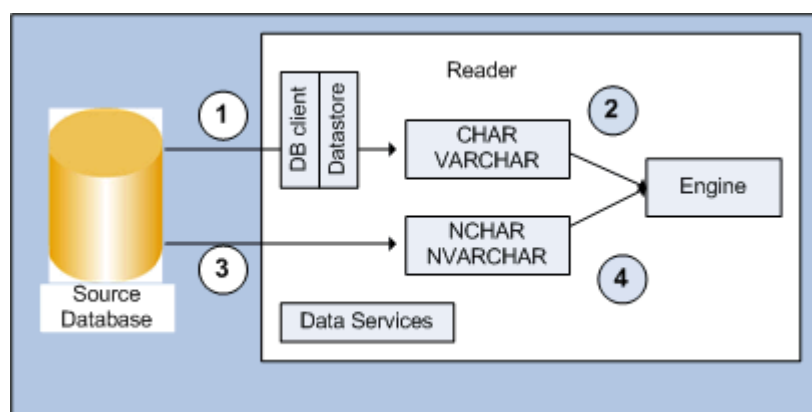 Reader
1
DB client
Datastore
CHAR
VARCHAR
2
Engine
3
NCHAR
NVARCHAR
4
Source
Database
Data Services